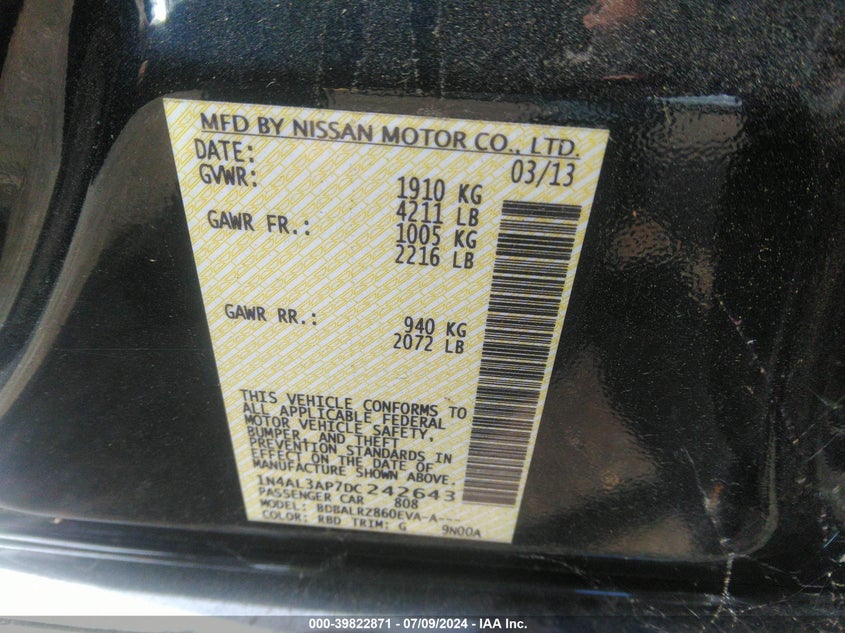 MFD BY NISSAN MOTOR CO., LTD.
DATE: 03/13
GVWR: 1910 KG
4211 LB
GAWR FR.: 1005 KG
2216 LB
GAWR RR.: 940 KG
2072 LB
THIS VEHICLE CONFORMS TO
ALL APPLICABLE FEDERAL
MOTOR VEHICLE SAFETY,
BUMPER, AND THEFT
PREVENTION STANDARDS IN
EFFECT ON THE DATE OF
MANUFACTURE SHOWN ABOVE.
1N4AL3AP7DC242643
PASSENGER CAR 808
MODEL: BDBALRZ860EVA-A---
COLOR: RBD TRIM: G 9N00A
000-39822871 / 07/09/2024 - IAA Inc.